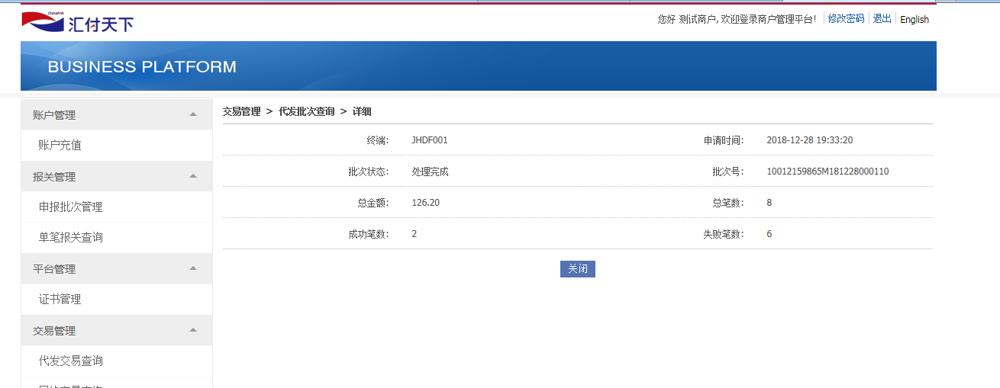 ChinaPnR
汇付天下
您好 测试商户, 欢迎登录商户管理平台! 修改密码 退出 English
BUSINESS PLATFORM
账户管理
账户充值
报关管理
申报批次管理
单笔报关查询
平台管理
证书管理
交易管理
代发交易查询
交易管理 > 代发批次查询 > 详细
终端: JHDF001 申请时间: 2018-12-28 19:33:20
批次状态: 处理完成 批次号: 10012159865M181228000110
总金额: 126.20 总笔数: 8
成功笔数: 2 失败笔数: 6
关闭